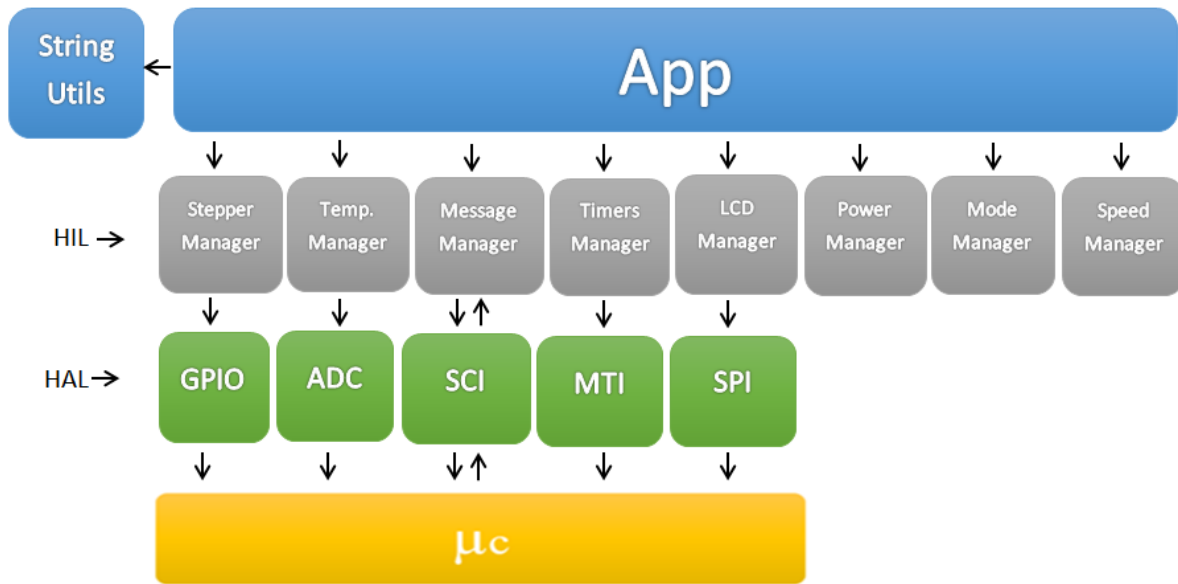 String
Utils
App
HIL
Stepper
Manager
Temp.
Manager
Message
Manager
Timers
Manager
LCD
Manager
Power
Manager
Mode
Manager
Speed
Manager
HAL
GPIO
ADC
SCI
MTI
SPI
μc